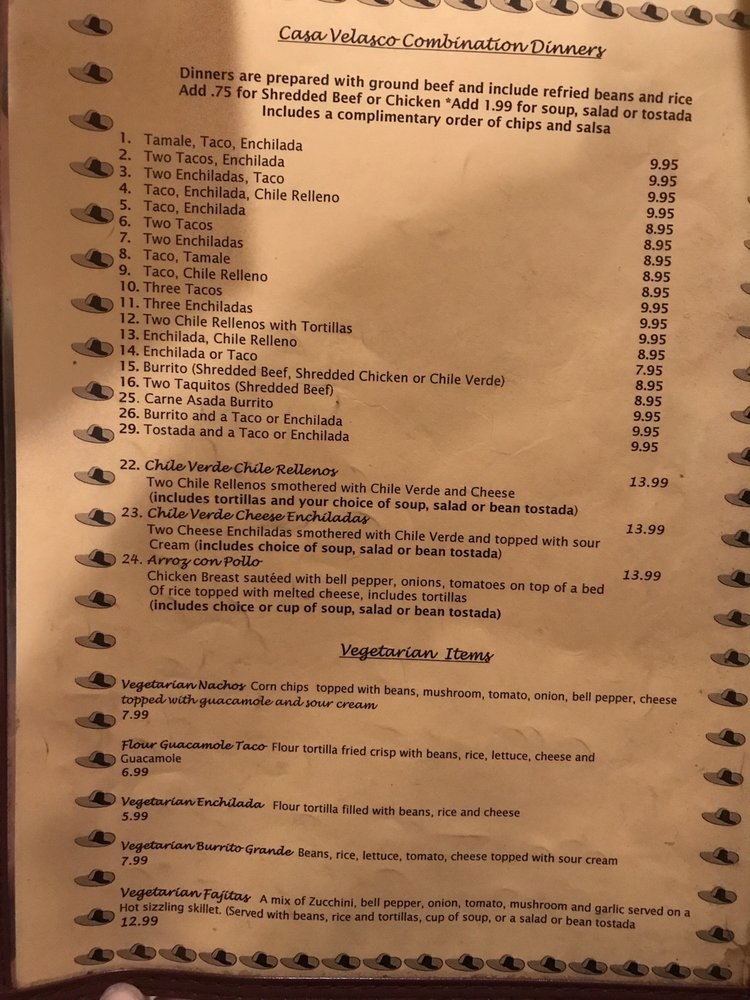 Casa Velasco Combination Dinners
Dinners are prepared with ground beef and include refried beans and rice
Add .75 for Shredded Beef or Chicken *Add 1.99 for soup, salad or tostada
Includes a complimentary order of chips and salsa
1. Tamale, Taco, Enchilada 9.95
2. Two Tacos, Enchilada 9.95
3. Two Enchiladas, Taco 9.95
4. Taco, Enchilada, Chile Relleno 9.95
5. Taco, Enchilada 8.95
6. Two Tacos 8.95
7. Two Enchiladas 8.95
8. Taco, Tamale 8.95
9. Taco, Chile Relleno 8.95
10. Three Tacos 9.95
11. Three Enchiladas 9.95
12. Two Chile Rellenos with Tortillas 9.95
13. Enchilada, Chile Relleno 8.95
14. Enchilada or Taco 7.95
15. Burrito (Shredded Beef, Shredded Chicken or Chile Verde) 8.95
16. Two Taquitos (Shredded Beef) 8.95
25. Carne Asada Burrito 9.95
26. Burrito and a Taco or Enchilada 9.95
29. Tostada and a Taco or Enchilada 9.95
22. Chile Verde Chile Rellenos 13.99
Two Chile Rellenos smothered with Chile Verde and Cheese
(includes tortillas and your choice of soup, salad or bean tostada)
23. Chile Verde Cheese Enchiladas 13.99
Two Cheese Enchiladas smothered with Chile Verde and topped with sour
Cream (includes choice of soup, salad or bean tostada)
24. Arroz con Pollo 13.99
Chicken Breast sautéed with bell pepper, onions, tomatoes on top of a bed
Of rice topped with melted cheese, includes tortillas
(includes choice or cup of soup, salad or bean tostada)
Vegetarian Items
Vegetarian Nachos Corn chips topped with beans, mushroom, tomato, onion, bell pepper, cheese
topped with guacamole and sour cream
7.99
Flour Guacamole Taco Flour tortilla fried crisp with beans, rice, lettuce, cheese and
Guacamole
6.99
Vegetarian Enchilada Flour tortilla filled with beans, rice and cheese
5.99
Vegetarian Burrito Grande Beans, rice, lettuce, tomato, cheese topped with sour cream
7.99
Vegetarian Fajitas A mix of Zucchini, bell pepper, onion, tomato, mushroom and garlic served on a
Hot sizzling skillet. (Served with beans, rice and tortillas, cup of soup, or a salad or bean tostada
12.99